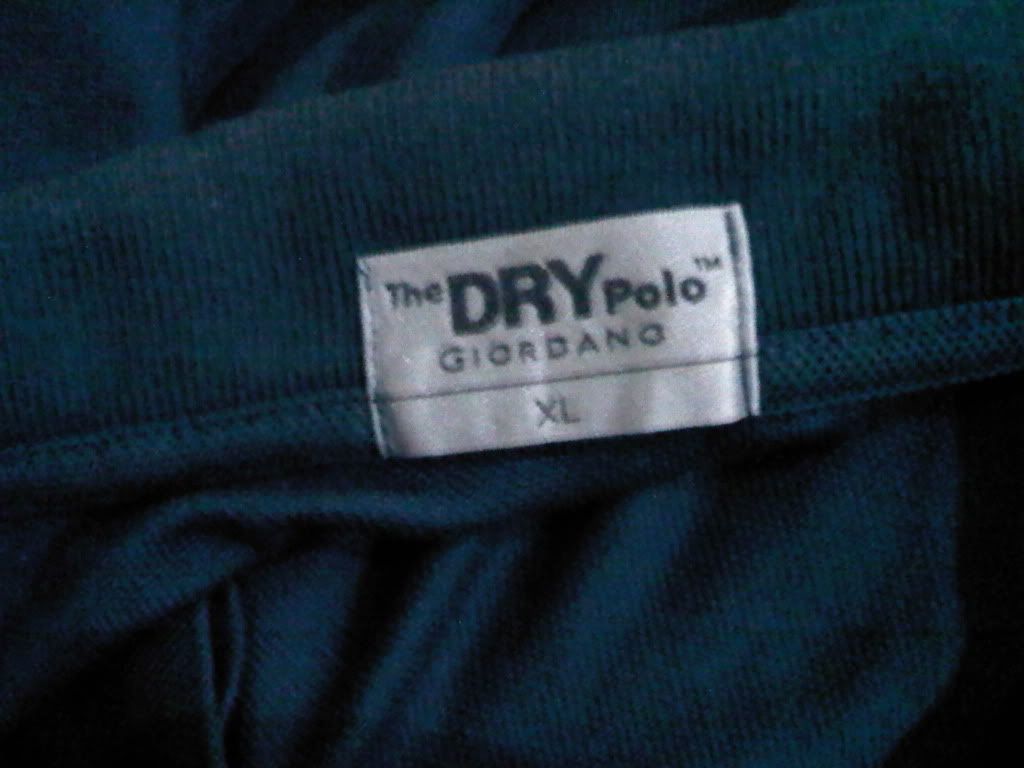 The DRY Polo™
GIORDANO
XL